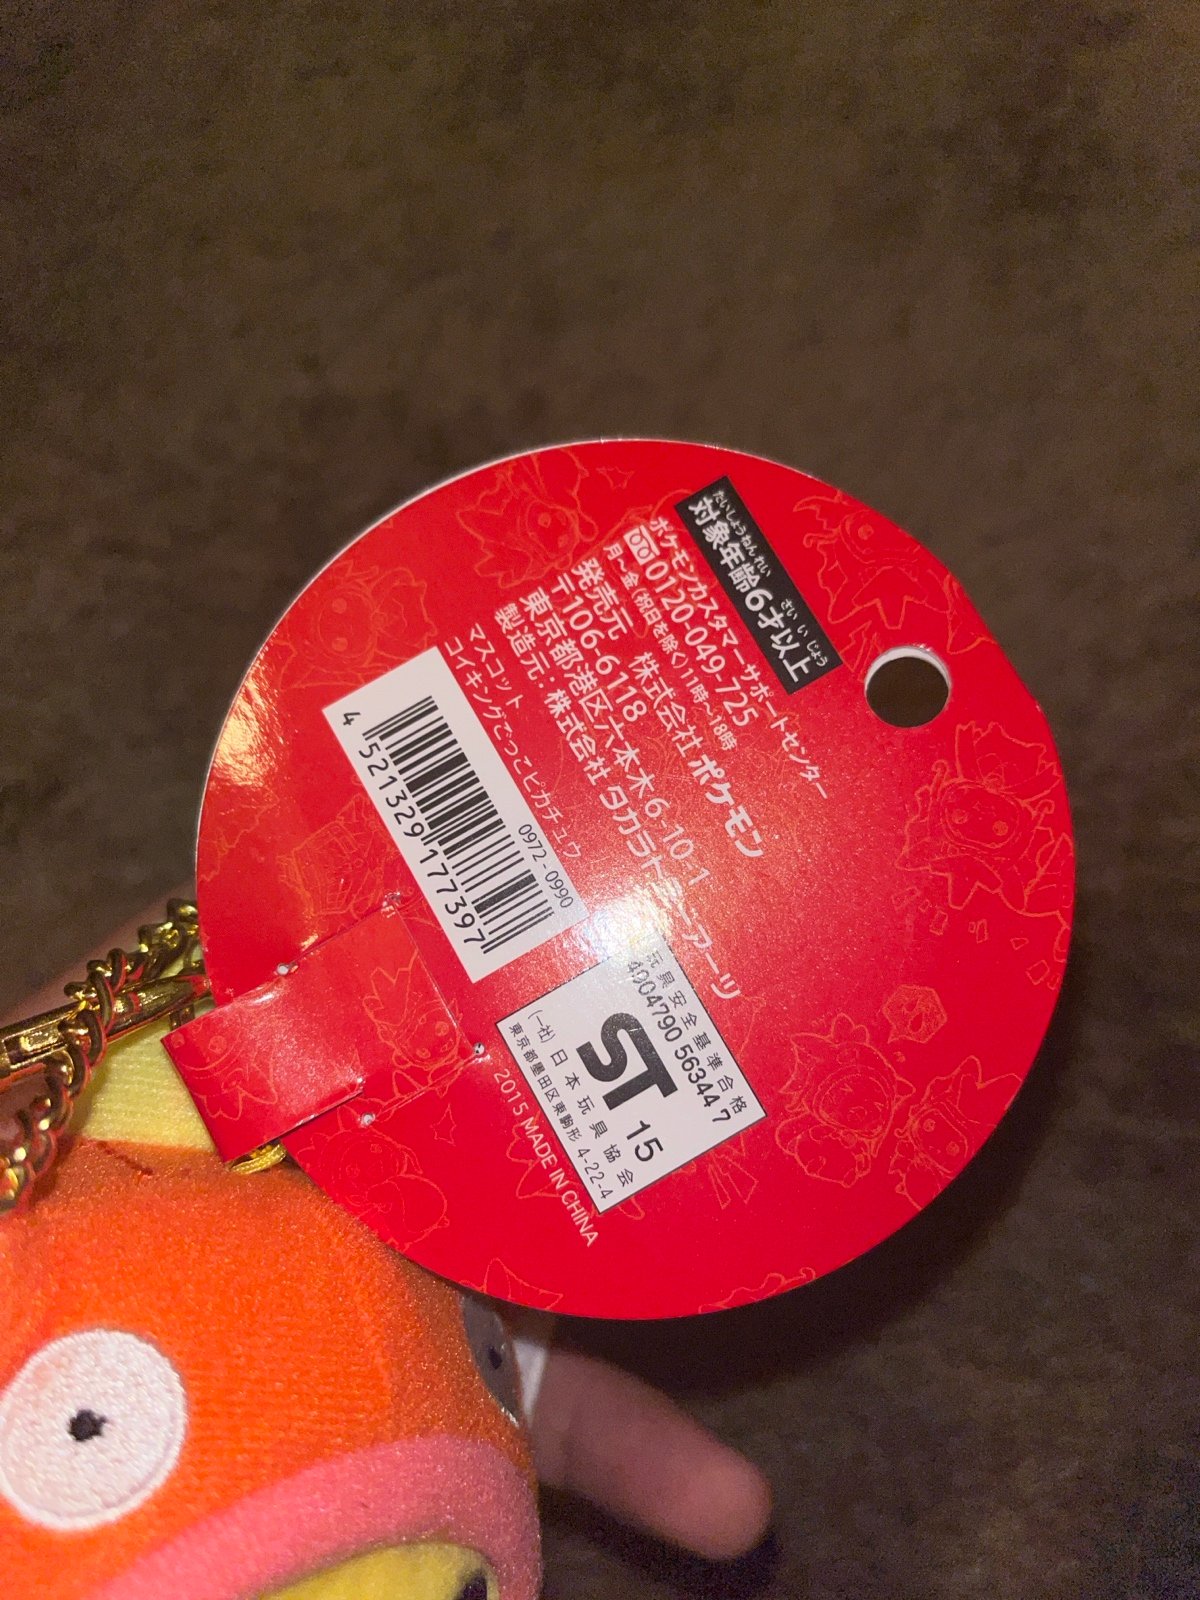 たいしょうねんれい さい いじょう
対象年齢6才以上
ポケモンカスタマーサポートセンター
0120-049-725
月～金(祝日を除く)11時～18時
発売元 株式会社ポケモン
〒106-6118
東京都港区六本木6-10-1
製造元:株式会社タカラトミーアーツ
マスコット
コイキングごっこピカチュウ
0972-0990
4 521329 177397
玩具安全基準合格
4904790 56344 7
ST 15
(一社)日本玩具協会
東京都墨田区東駒形 4-22-4
2015 MADE IN CHINA